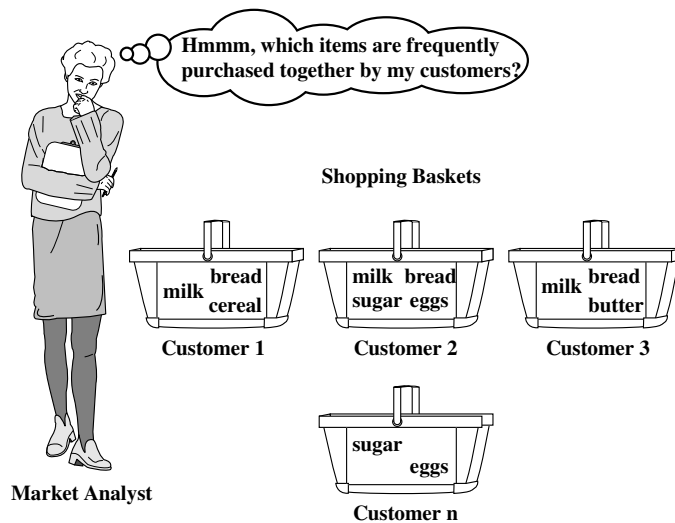 Hmmm, which items are frequently
purchased together by my customers?
Shopping Baskets
milk bread
cereal
Customer 1
milk bread
sugar eggs
Customer 2
milk bread
butter
Customer 3
sugar
eggs
Customer n
Market Analyst